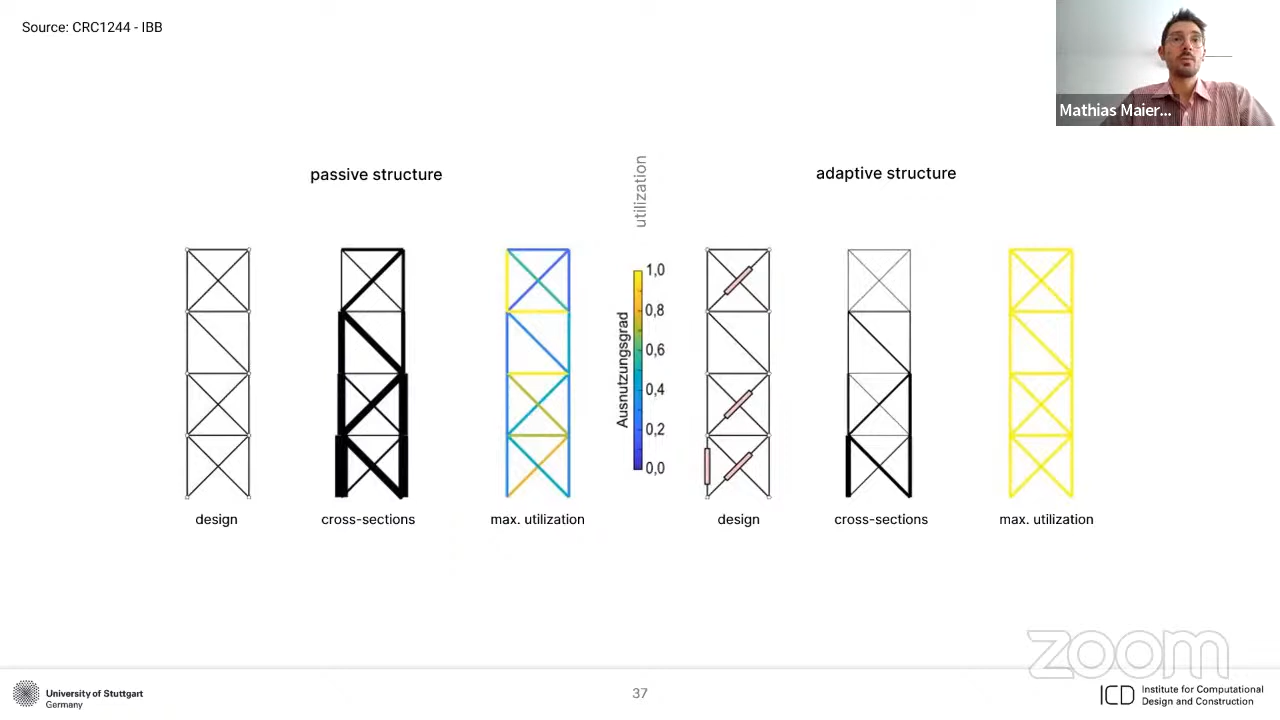 Source: CRC1244 - IBB
Mathias Maier...
passive structure
utilization
adaptive structure
Ausnutzungsgrad
1,0
0,8
0,6
0,4
0,2
0,0
design
cross-sections
max. utilization
design
cross-sections
max. utilization
zoom
University of Stuttgart
Germany
37
ICD
Institute for Computational
Design and Construction